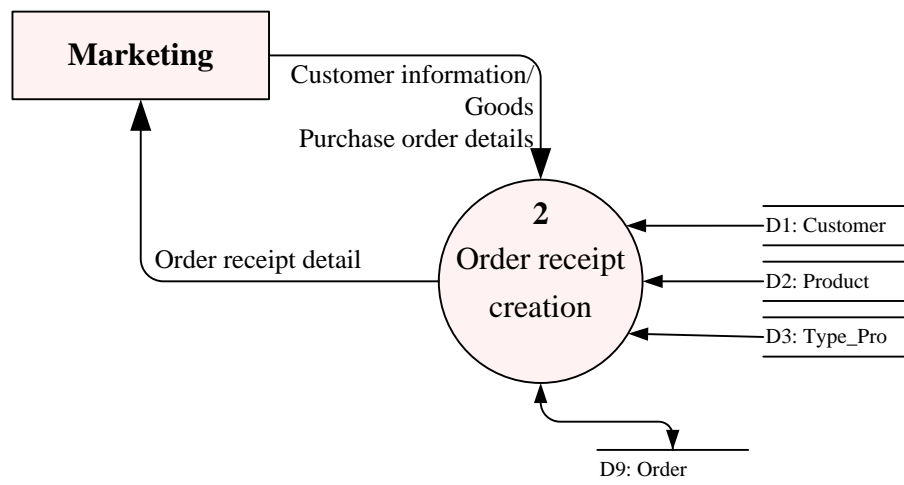 Marketing
Customer information/
Goods
Purchase order details
2
Order receipt
creation
Order receipt detail
D1: Customer
D2: Product
D3: Type_Pro
D9: Order